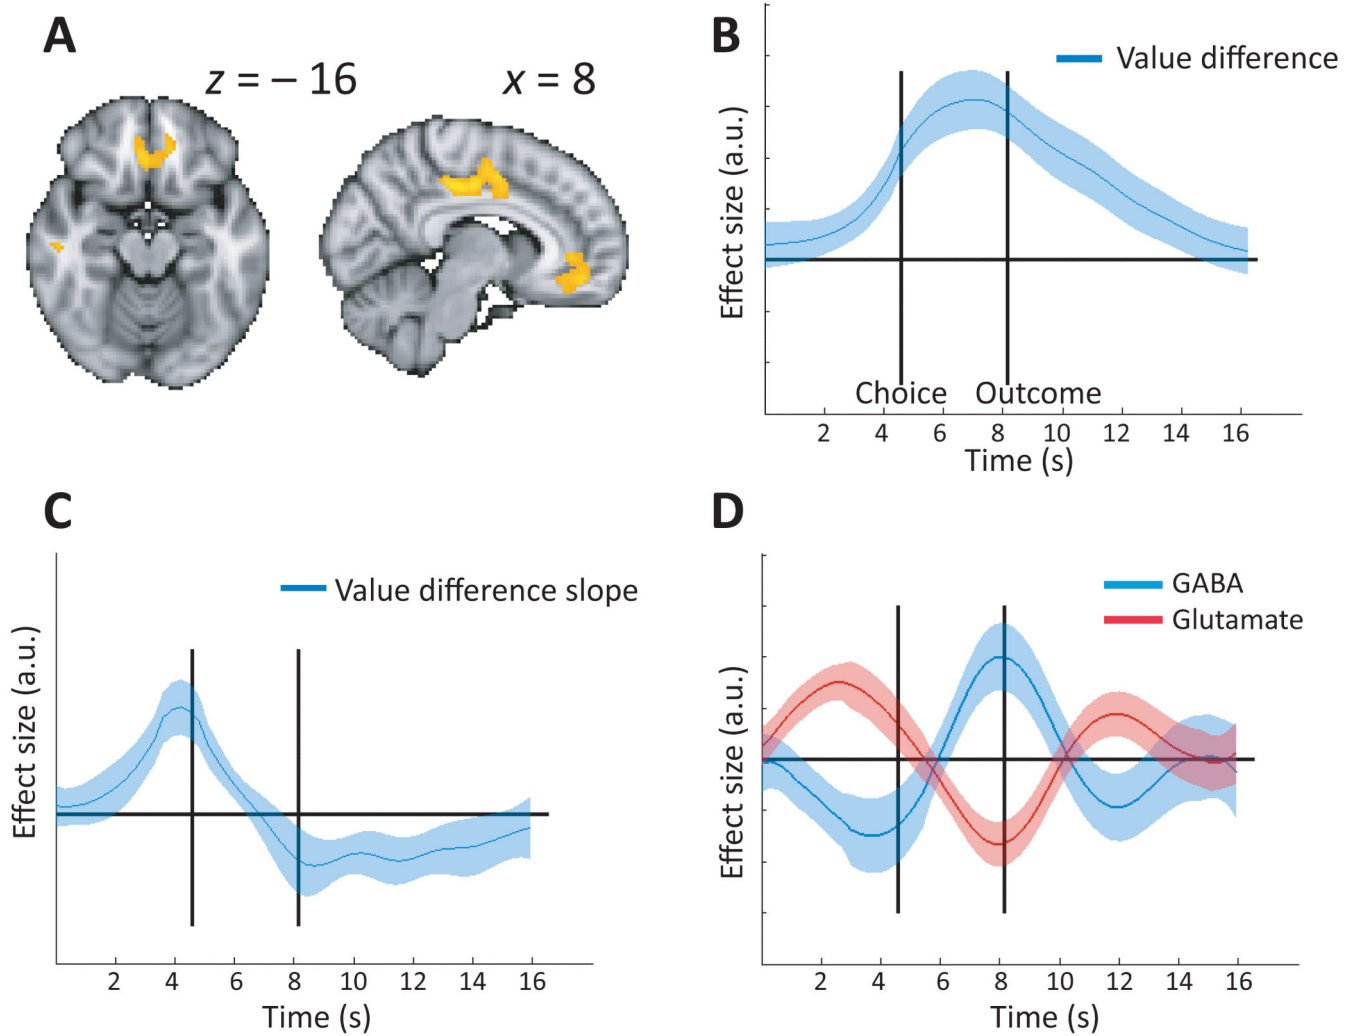 A
z = – 16
x = 8
B
Value difference
Effect size (a.u.)
Choice
Outcome
2 4 6 8 10 12 14 16
Time (s)
C
Value difference slope
Effect size (a.u.)
2 4 6 8 10 12 14 16
Time (s)
D
GABA
Glutamate
Effect size (a.u.)
2 4 6 8 10 12 14 16
Time (s)